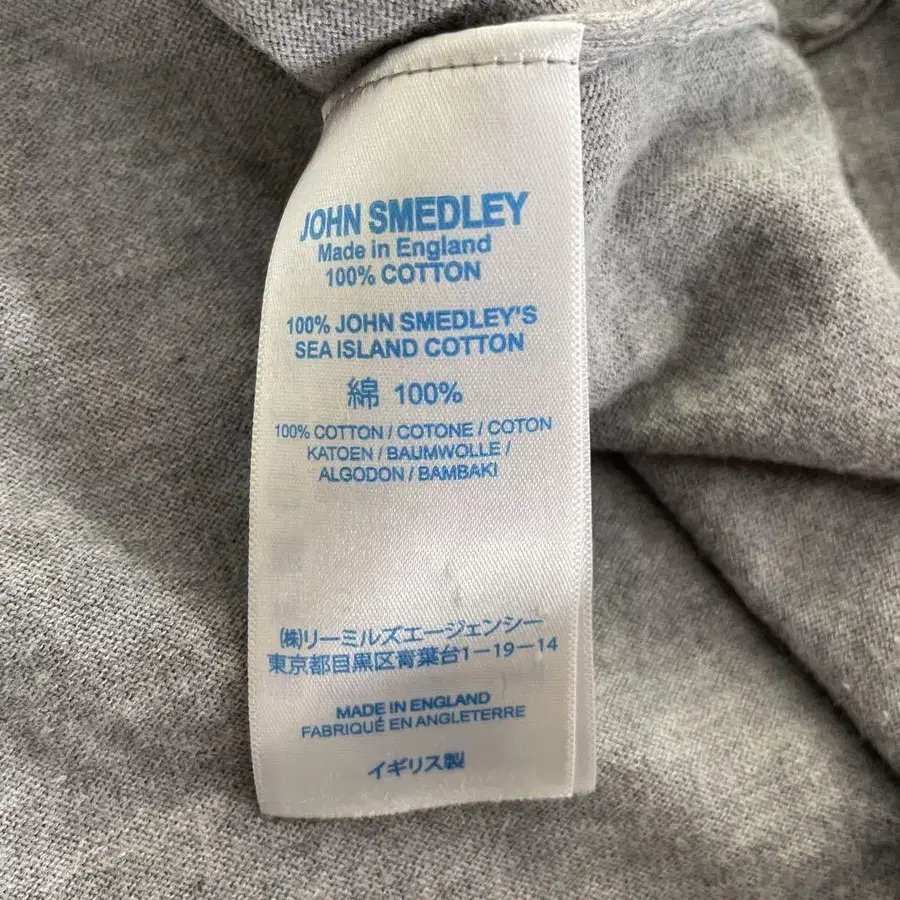 JOHN SMEDLEY
Made in England
100% COTTON
100% JOHN SMEDLEY'S
SEA ISLAND COTTON
綿 100%
100% COTTON / COTONE / COTON
KATOEN / BAUMWOLLE /
ALGODON / BAMBAKI
㈱リーミルズエージェンシー
東京都目黒区青葉台1-19-14
MADE IN ENGLAND
FABRIQUÉ EN ANGLETERRE
イギリス製